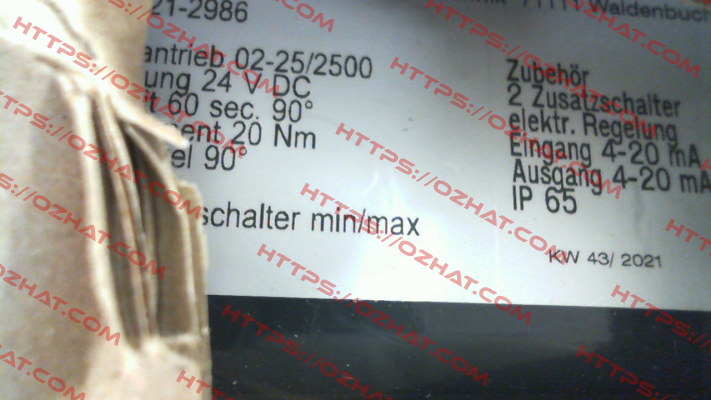 21-2986
Waldenbuch
antrieb 02-25/2500
ung 24 V DC
it 60 sec. 90°
ment 20 Nm
el 90°
schalter min/max
Zubehör
2 Zusatzschalter
elektr. Regelung
Eingang 4-20 mA
Ausgang 4-20 mA
IP 65
KW 43/ 2021
HTTPS://OZHAT.COM